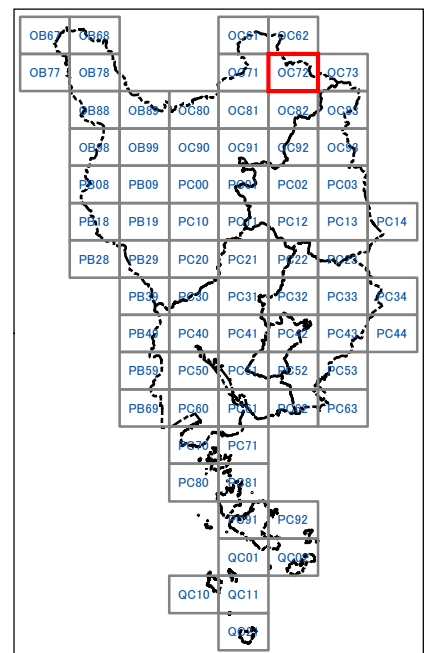 OB67 OB68 OC61 OC62
OB77 OB78 OC71 OC72 OC73
OB88 OB89 OC80 OC81 OC82 OC83
OB98 OB99 OC90 OC91 OC92 OC93
PB08 PB09 PC00 PC01 PC02 PC03
PB18 PB19 PC10 PC11 PC12 PC13 PC14
PB28 PB29 PC20 PC21 PC22 PC23
PB39 PC30 PC31 PC32 PC33 PC34
PB49 PC40 PC41 PC42 PC43 PC44
PB59 PC50 PC51 PC52 PC53
PB69 PC60 PC61 PC62 PC63
PC70 PC71
PC80 PC81
PC91 PC92
QC01 QC02
QC10 QC11
QC21